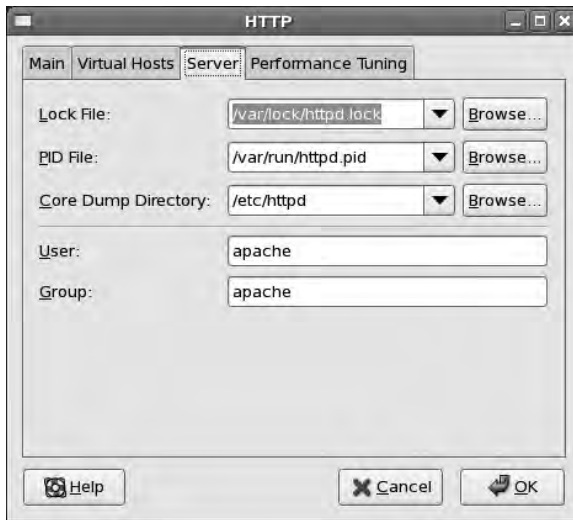 HTTP
Main Virtual Hosts Server Performance Tuning
Lock File: /var/lock/httpd.lock Browse...
PID File: /var/run/httpd.pid Browse...
Core Dump Directory: /etc/httpd Browse...
User: apache
Group: apache
Help Cancel OK